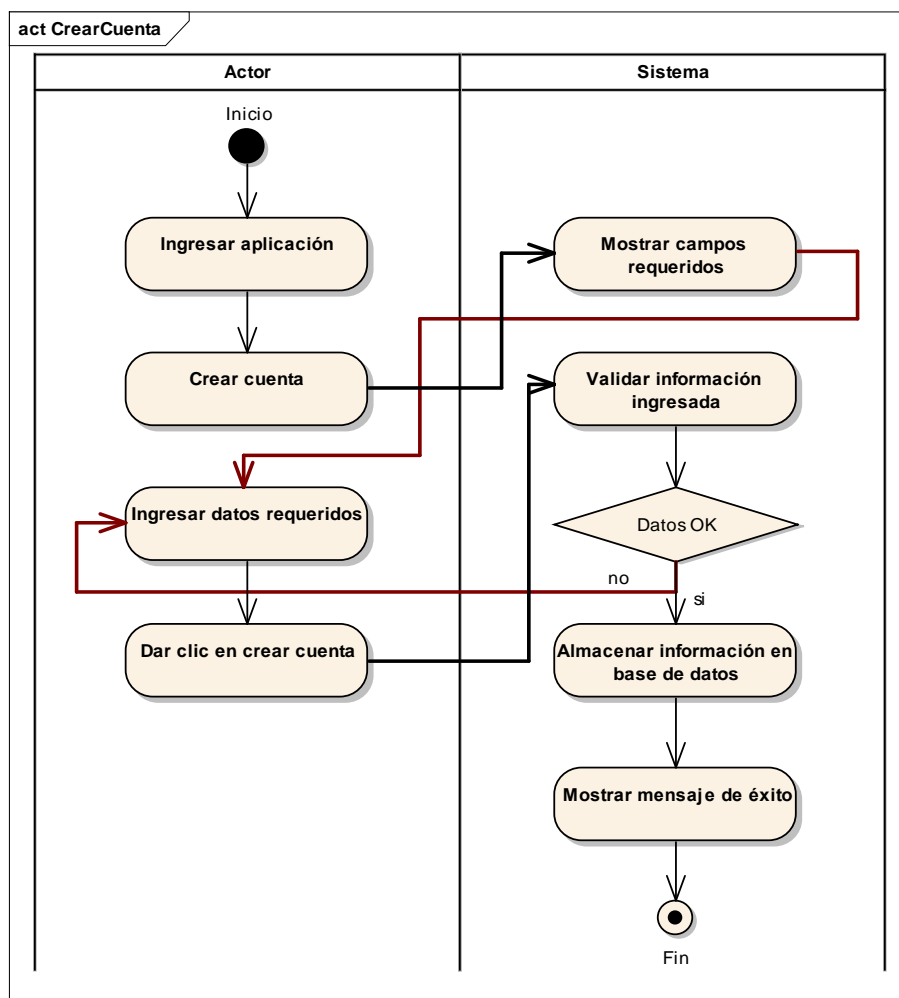 act CrearCuenta
Actor
Sistema
Inicio
Ingresar aplicación
Mostrar campos
requeridos
Crear cuenta
Validar información
ingresada
Ingresar datos requeridos
Datos OK
no
si
Dar clic en crear cuenta
Almacenar información en
base de datos
Mostrar mensaje de éxito
Fin